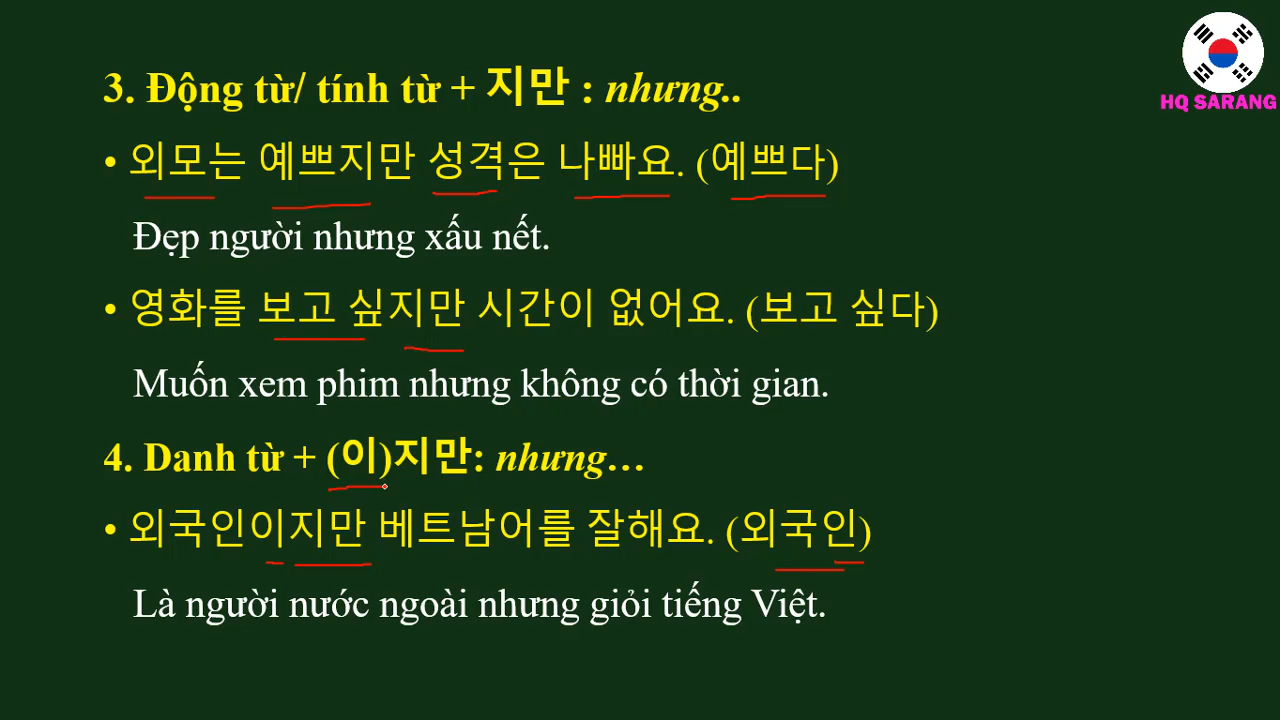 HQ SARANG
3. Động từ/ tính từ + 지만 : nhưng..
• 외모는 예쁘지만 성격은 나빠요. (예쁘다)
Đẹp người nhưng xấu nết.
• 영화를 보고 싶지만 시간이 없어요. (보고 싶다)
Muốn xem phim nhưng không có thời gian.
4. Danh từ + (이)지만: nhưng…
• 외국인이지만 베트남어를 잘해요. (외국인)
Là người nước ngoài nhưng giỏi tiếng Việt.